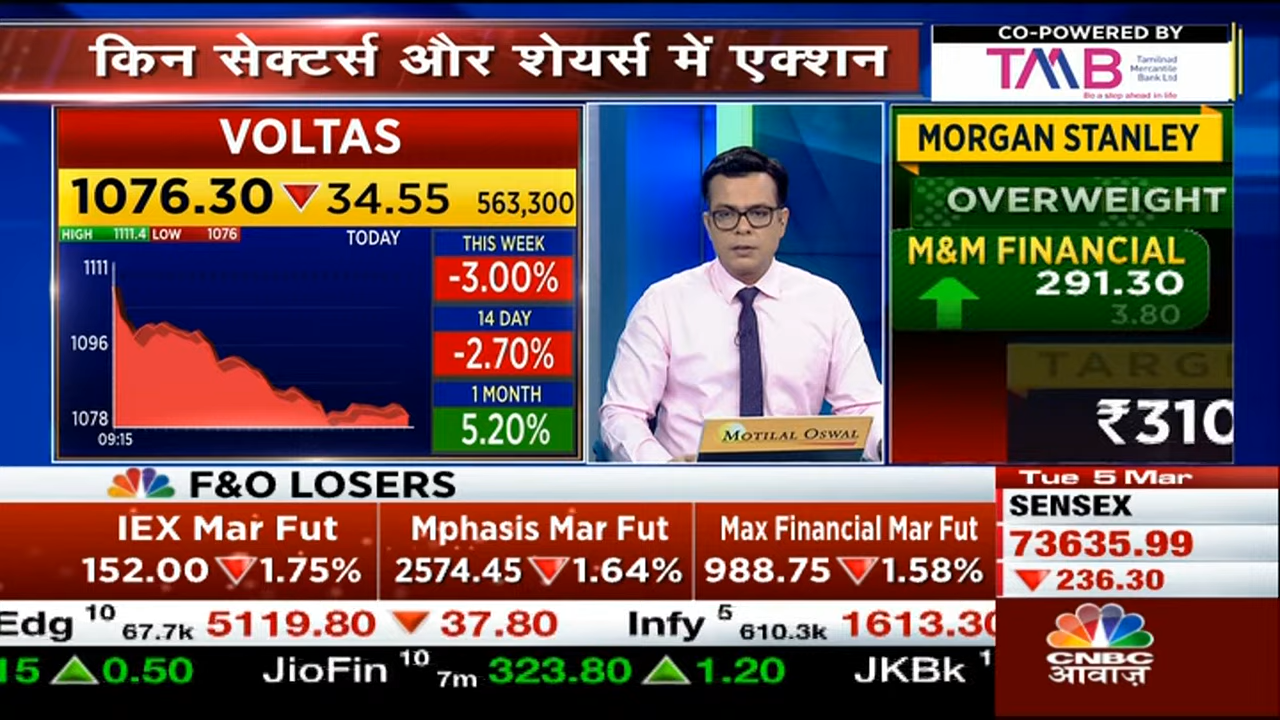 किन सेक्टर्स और शेयर्स में एक्शन
CO-POWERED BY
TMB
Tamilnad
Mercantile
Bank Ltd
Be a step ahead in life
VOLTAS
1076.30 34.55 563,300
HIGH 1111.4 LOW 1076
TODAY
1111
1096
1078
09:15
THIS WEEK
-3.00%
14 DAY
-2.70%
1 MONTH
5.20%
MOTILAL OSWAL
MORGAN STANLEY
OVERWEIGHT
M&M FINANCIAL
291.30
3.80
TARG
₹310
F&O LOSERS
IEX Mar Fut
152.00 1.75%
Mphasis Mar Fut
2574.45 1.64%
Max Financial Mar Fut
988.75 1.58%
Tue 5 Mar
SENSEX
73635.99
236.30
Edg 10 67.7k 5119.80 37.80 Infy 5 610.3k 1613.30
15 0.50 JioFin 10 7m 323.80 1.20 JKBk 1
CNBC
आवाज़